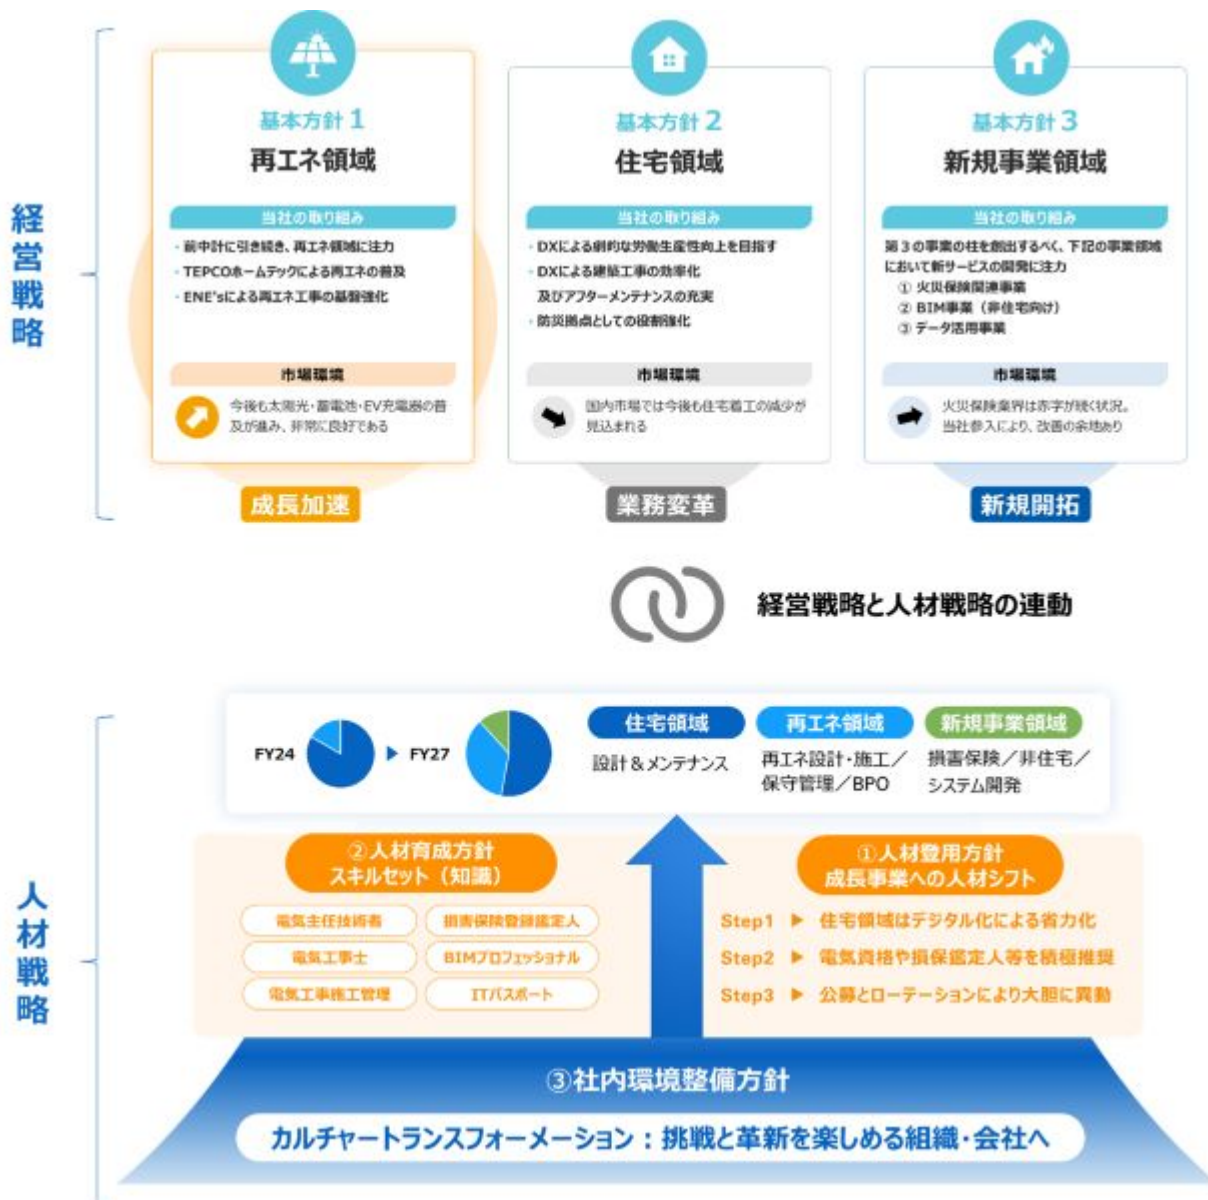 経営戦略
基本方針 1
再エネ領域
当社の取り組み
・前中計に引き続き、再エネ領域に注力
・TEPCOホームテックによる再エネの普及
・ENE'sによる再エネ工事の基盤強化
市場環境
今後も太陽光・蓄電池・EV充電器の普
及が進み、非常に良好である
成長加速
基本方針 2
住宅領域
当社の取り組み
・DXによる劇的な労働生産性向上を目指す
・DXによる建築工事の効率化
及びアフターメンテナンスの充実
・防災拠点としての役割強化
市場環境
国内市場では今後も住宅着工の減少が
見込まれる
業務変革
基本方針 3
新規事業領域
当社の取り組み
第３の事業の柱を創出するべく、下記の事業領域
において新サービスの開発に注力
① 火災保険関連事業
② BIM事業（非住宅向け）
③ データ活用事業
市場環境
火災保険業界は赤字が続く状況。
当社参入により、改善の余地あり
新規開拓
経営戦略と人材戦略の連動
人材戦略
FY24
FY27
住宅領域
設計＆メンテナンス
再エネ領域
再エネ設計・施工／
保守管理／BPO
新規事業領域
損害保険／非住宅／
システム開発
②人材育成方針
スキルセット（知識）
電気主任技術者
損害保険登録鑑定人
電気工事士
BIMプロフェッショナル
電気工事施工管理
ITパスポート
①人材登用方針
成長事業への人材シフト
Step1 ▶ 住宅領域はデジタル化による省力化
Step2 ▶ 電気資格や損保鑑定人等を積極推奨
Step3 ▶ 公募とローテーションにより大胆に異動
③社内環境整備方針
カルチャートランスフォーメーション：挑戦と革新を楽しめる組織・会社へ